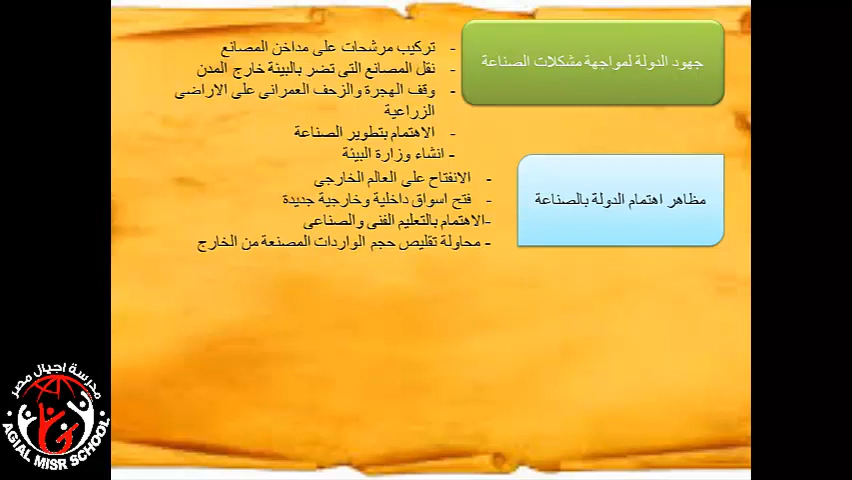 جهود الدولة لمواجهة مشكلات الصناعة
- تركيب مرشحات على مداخن المصانع
- نقل المصانع التى تضر بالبيئة خارج المدن
- وقف الهجرة والزحف العمرانى على الاراضى
الزراعية
- الاهتمام بتطوير الصناعة
- انشاء وزارة البيئة
مظاهر اهتمام الدولة بالصناعة
- الانفتاح على العالم الخارجى
- فتح اسواق داخلية وخارجية جديدة
-الاهتمام بالتعليم الفنى والصناعى
- محاولة تقليص حجم الواردات المصنعة من الخارج
مدرسة اجيال مصر
AGIAL MISR SCHOOL